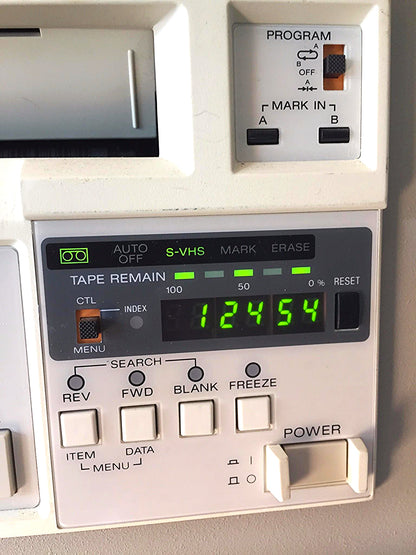 PROGRAM
A
B
OFF
A
MARK IN
A B
AUTO OFF S-VHS MARK ERASE
TAPE REMAIN
100 50 0 %
RESET
CTL
INDEX
12454
MENU
SEARCH
REV FWD BLANK FREEZE
ITEM DATA
MENU
POWER